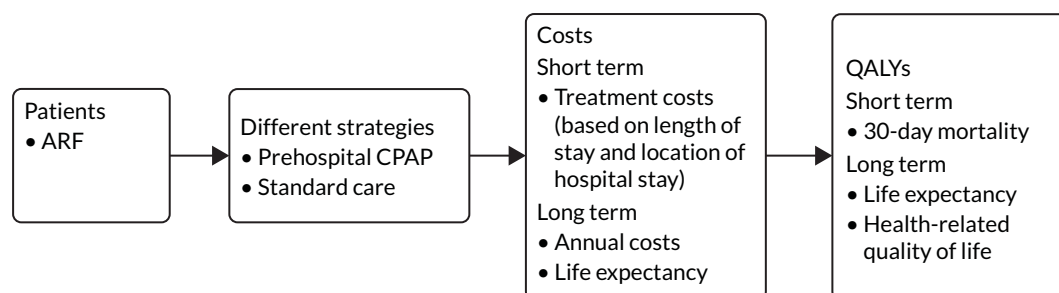 Patients
• ARF
Different strategies
• Prehospital CPAP
• Standard care
Costs
Short term
• Treatment costs
(based on length of
stay and location of
hospital stay)
Long term
• Annual costs
• Life expectancy
QALYs
Short term
• 30-day mortality
Long term
• Life expectancy
• Health-related
quality of life